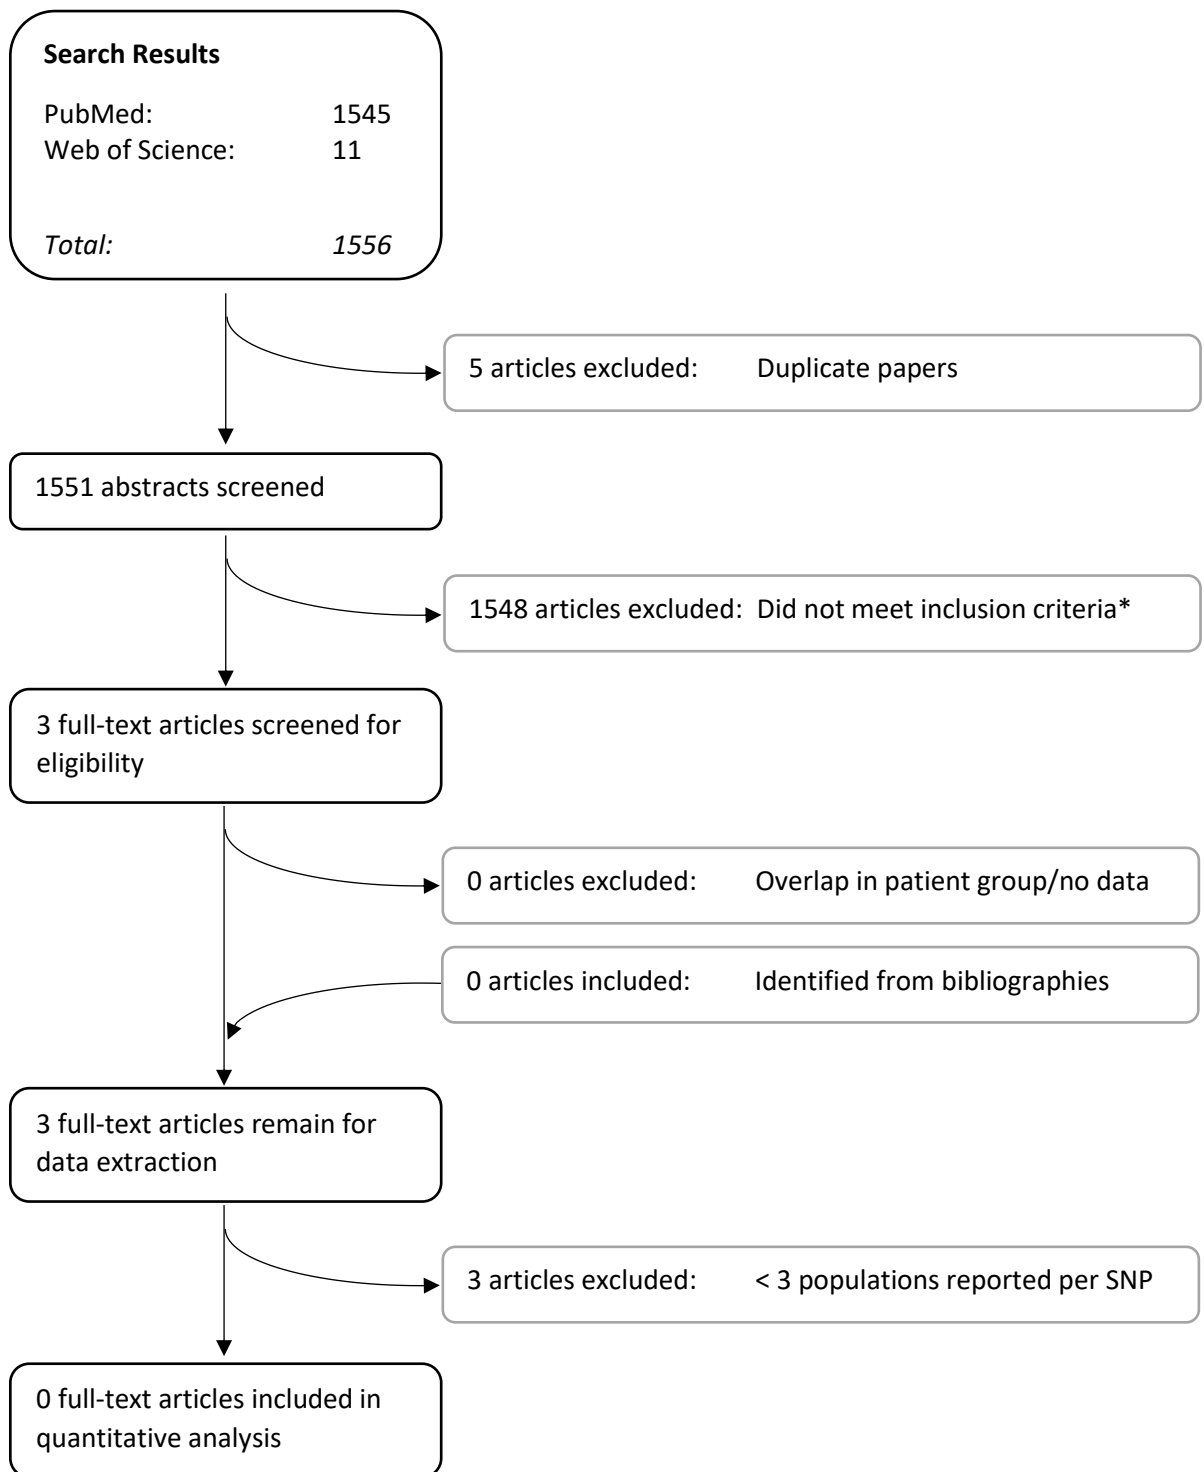 Search Results
PubMed: 1545
Web of Science: 11
Total: 1556
5 articles excluded: Duplicate papers
1551 abstracts screened
1548 articles excluded: Did not meet inclusion criteria*
3 full-text articles screened for
eligibility
0 articles excluded: Overlap in patient group/no data
0 articles included: Identified from bibliographies
3 full-text articles remain for
data extraction
3 articles excluded: < 3 populations reported per SNP
0 full-text articles included in
quantitative analysis